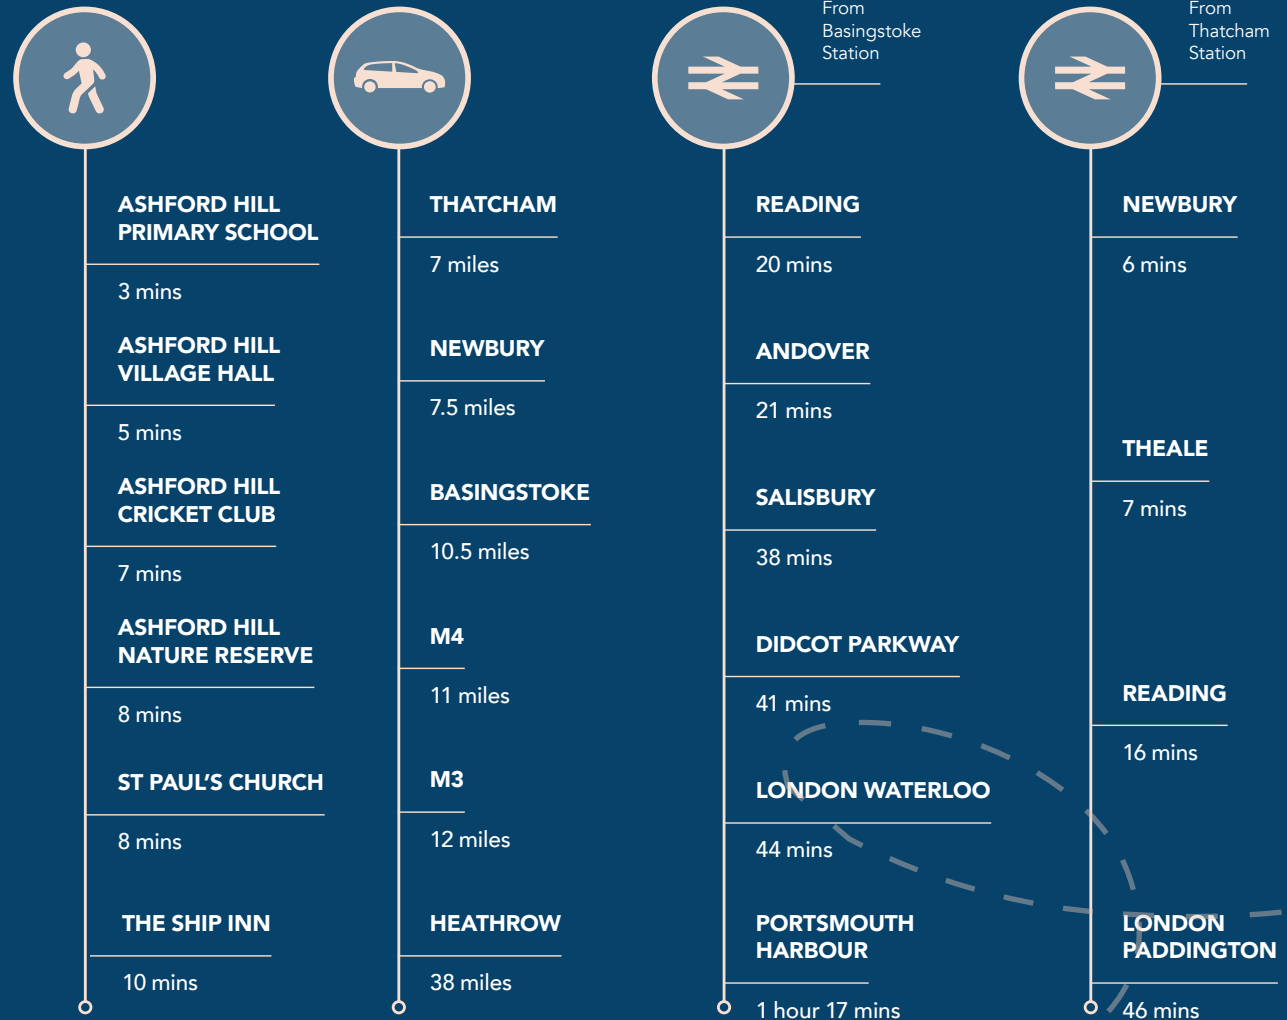 ASHFORD HILL
PRIMARY SCHOOL
3 mins
ASHFORD HILL
VILLAGE HALL
5 mins
ASHFORD HILL
CRICKET CLUB
7 mins
ASHFORD HILL
NATURE RESERVE
8 mins
ST PAUL'S CHURCH
8 mins
THE SHIP INN
10 mins
THATCHAM
7 miles
NEWBURY
7.5 miles
BASINGSTOKE
10.5 miles
M4
11 miles
M3
12 miles
HEATHROW
38 miles
From
Basingstoke
Station
READING
20 mins
ANDOVER
21 mins
SALISBURY
38 mins
DIDCOT PARKWAY
41 mins
LONDON WATERLOO
44 mins
PORTSMOUTH
HARBOUR
1 hour 17 mins
From
Thatcham
Station
NEWBURY
6 mins
THEALE
7 mins
READING
16 mins
LONDON
PADDINGTON
46 mins